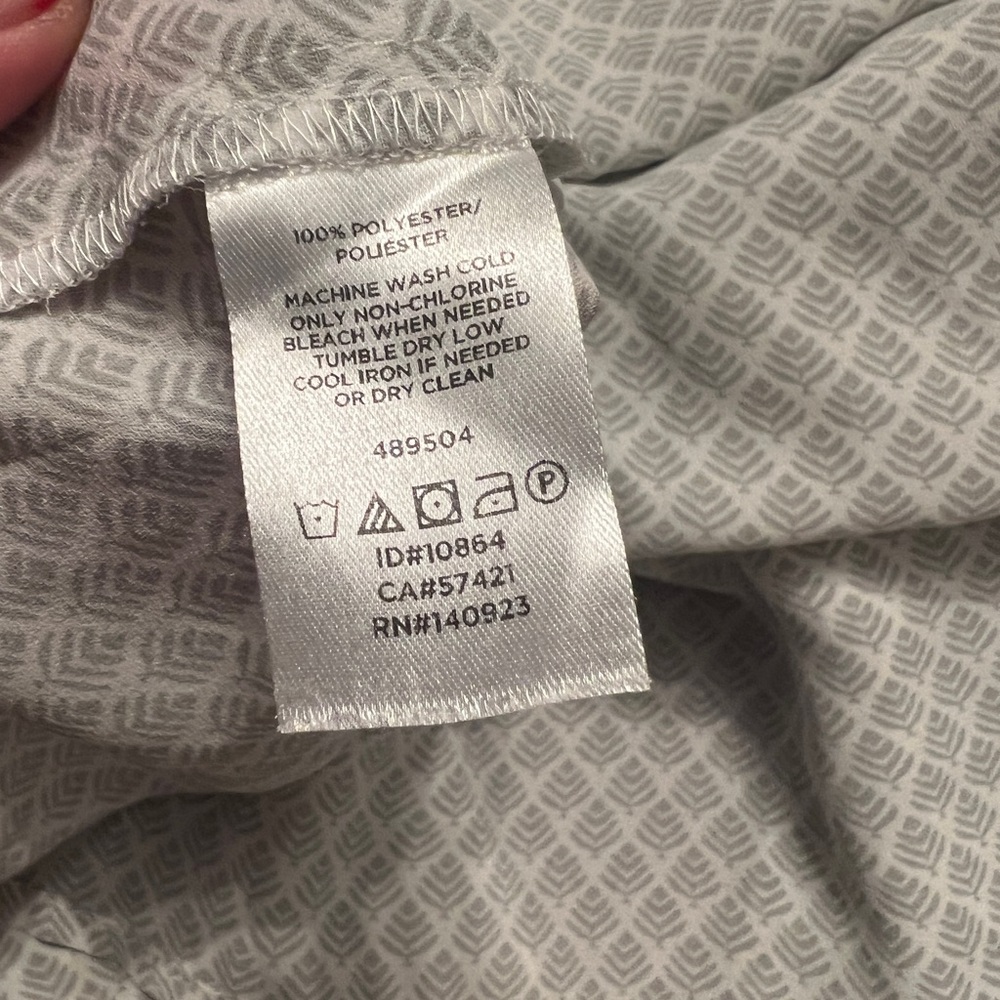 100% POLYESTER/
POLIÉSTER
MACHINE WASH COLD
ONLY NON-CHLORINE
BLEACH WHEN NEEDED
TUMBLE DRY LOW
COOL IRON IF NEEDED
OR DRY CLEAN
489504
P
ID#10864
CA#57421
RN#140923